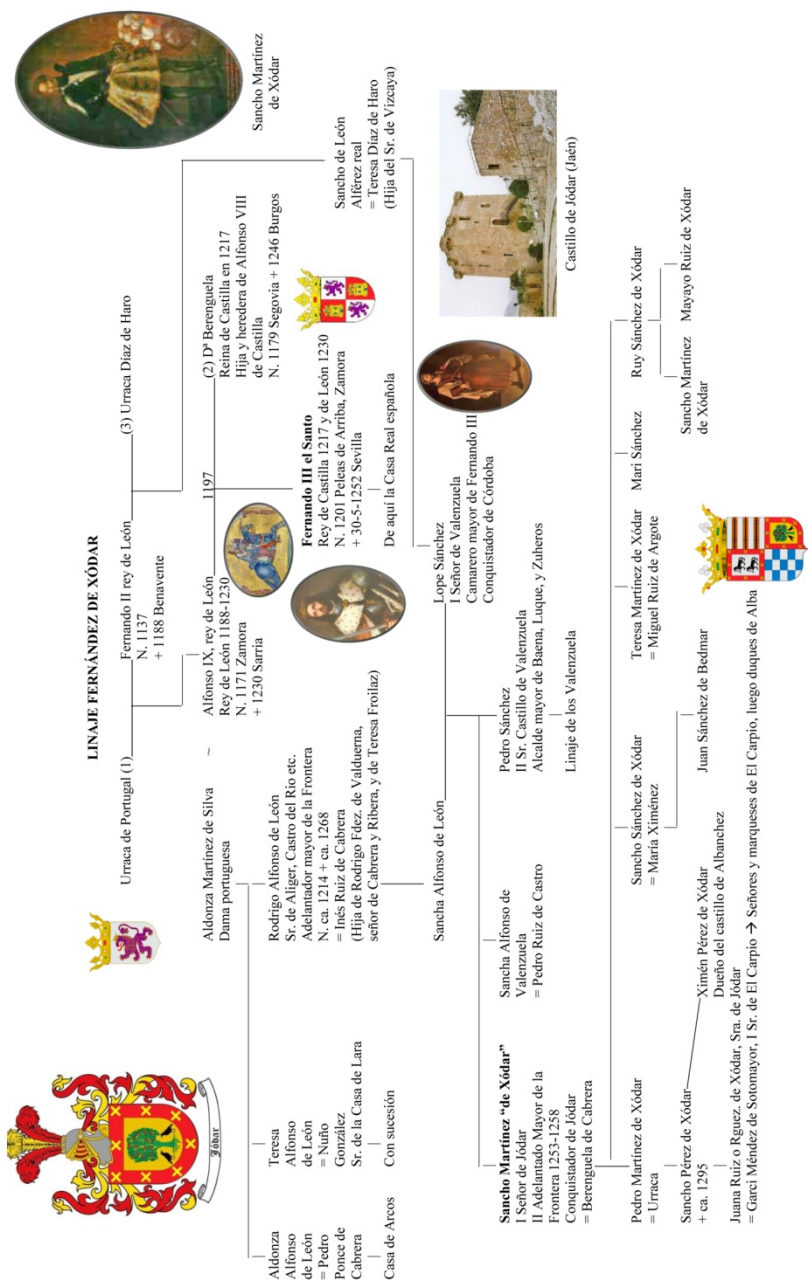 LINAJE FERNÁNDEZ DE XÓDAR
Urraca de Portugal (1)
Fernando II rey de León
N. 1137
+ 1188 Benavente
(3) Urraca Díaz de Haro
Sancho Martínez
de Xódar
Aldonza Martínez de Silva
Dama portuguesa
~
Alfonso IX, rey de León
Rey de León 1188-1230
N. 1171 Zamora
+ 1230 Sarria
1197
(2) Dª Berenguela
Reina de Castilla en 1217
Hija y heredera de Alfonso VIII
de Castilla
N. 1179 Segovia + 1246 Burgos
Sancho de León
Alférez real
= Teresa Díaz de Haro
(Hija del Sr. de Vizcaya)
Jódar
Aldonza
Alfonso
de León
= Pedro
Ponce de
Cabrera
Casa de Arcos
Teresa
Alfonso
de León
= Nuño
González
Sr. de la Casa de Lara
Con sucesión
Rodrigo Alfonso de León
Sr. de Aliger, Castro del Rio etc.
Adelantador mayor de la Frontera
N. ca. 1214 + ca. 1268
= Inés Ruiz de Cabrera
(Hija de Rodrigo Fdez. de Valduerna,
señor de Cabrera y Ribera, y de Teresa Froilaz)
Fernando III el Santo
Rey de Castilla 1217 y de León 1230
N. 1201 Peleas de Arriba, Zamora
+ 30-5-1252 Sevilla
De aquí la Casa Real española
Sancha Alfonso de León
Lope Sánchez
I Señor de Valenzuela
Camarero mayor de Fernando III
Conquistador de Córdoba
Castillo de Jódar (Jaén)
Sancho Martínez “de Xódar”
I Señor de Jódar
II Adelantado Mayor de la
Frontera 1253-1258
Conquistador de Jódar
= Berenguela de Cabrera
Sancha Alfonso de
Valenzuela
= Pedro Ruiz de Castro
Pedro Sánchez
II Sr. Castillo de Valenzuela
Alcalde mayor de Baena, Luque, y Zuheros
Linaje de los Valenzuela
Pedro Martínez de Xódar
= Urraca
Sancho Sánchez de Xódar
= María Ximénez
Teresa Martínez de Xódar
= Miguel Ruiz de Argote
Mari Sánchez
Ruy Sánchez de Xódar
Sancho Pérez de Xódar
+ ca. 1295
Ximén Pérez de Xódar
Dueño del castillo de Albanchez
Juan Sánchez de Bedmar
Sancho Martínez
de Xódar
Mayayo Ruiz de Xódar
Juana Ruiz o Rguez. de Xódar, Sra. de Jódar
= Garci Méndez de Sotomayor, I Sr. de El Carpio → Señores y marqueses de El Carpio, luego duques de Alba